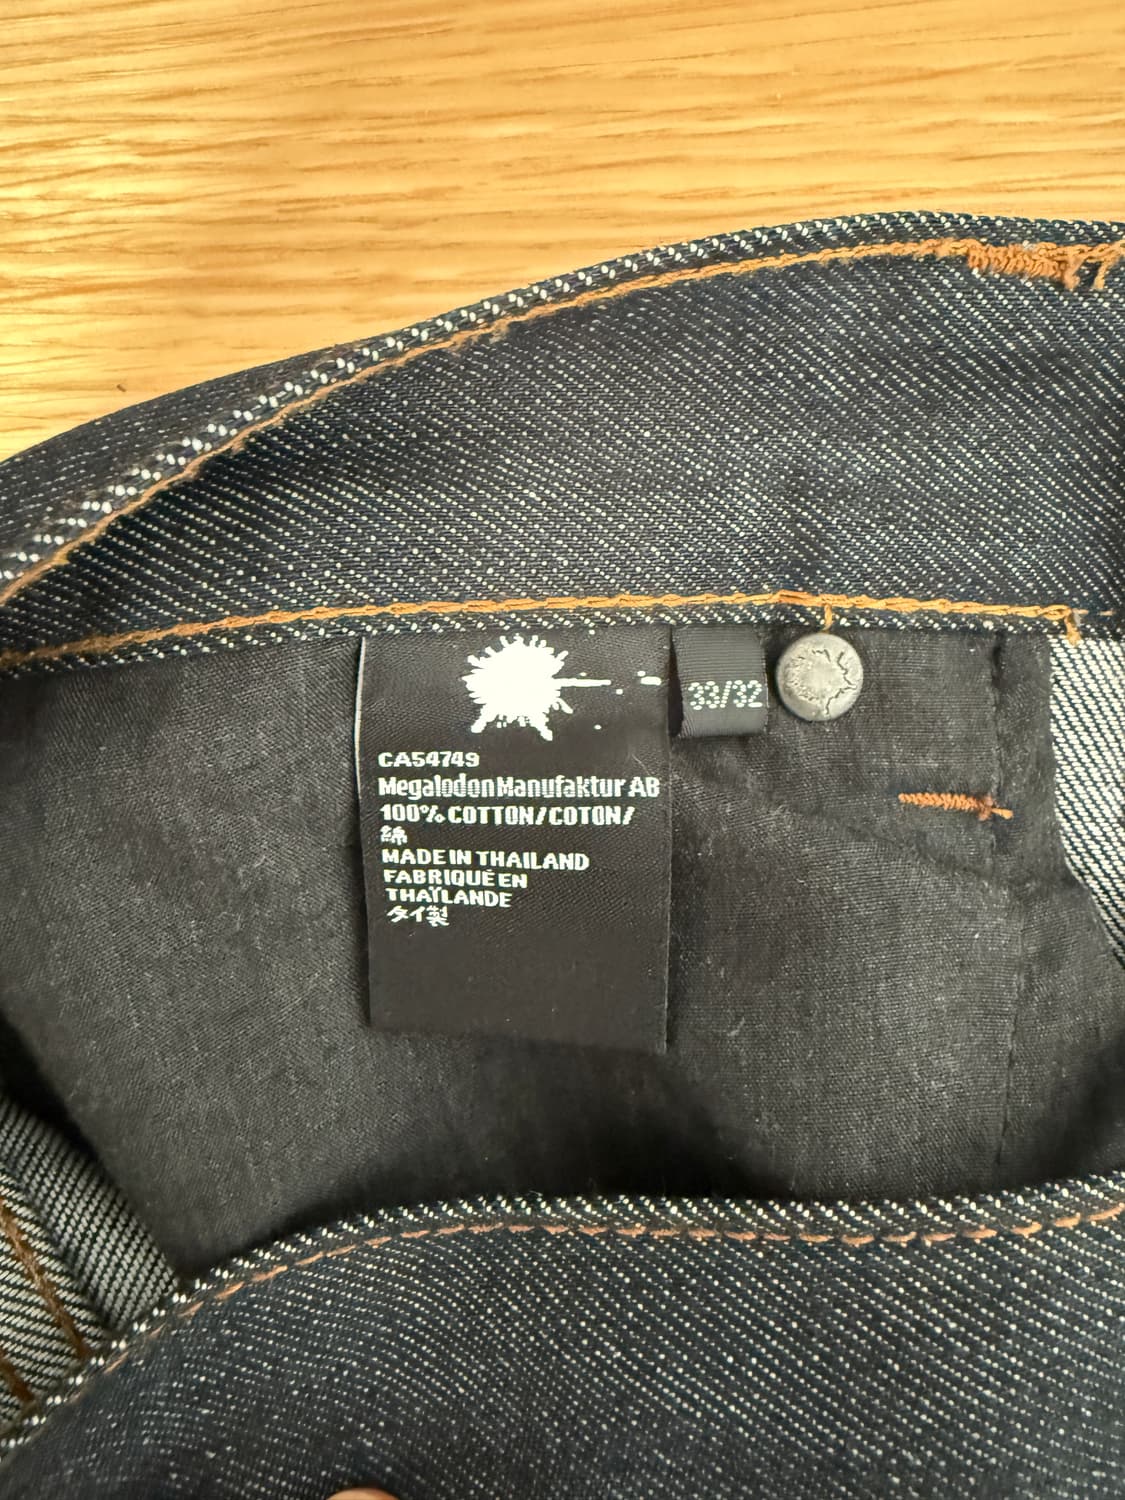 33/32
CA54749
Megalodon Manufaktur AB
100% COTTON/COTON/
綿
MADE IN THAILAND
FABRIQUÉ EN
THAÏLANDE
タイ製